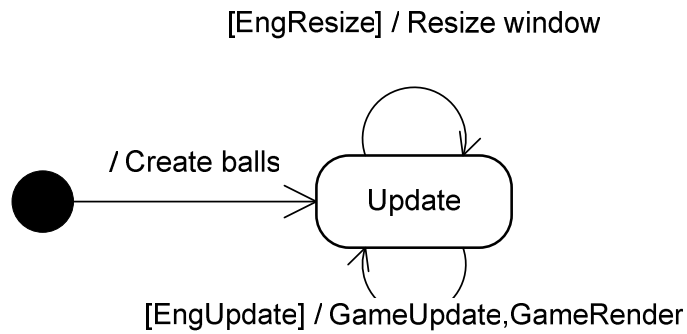 [EngResize] / Resize window
/ Create balls
Update
[EngUpdate] / GameUpdate,GameRender